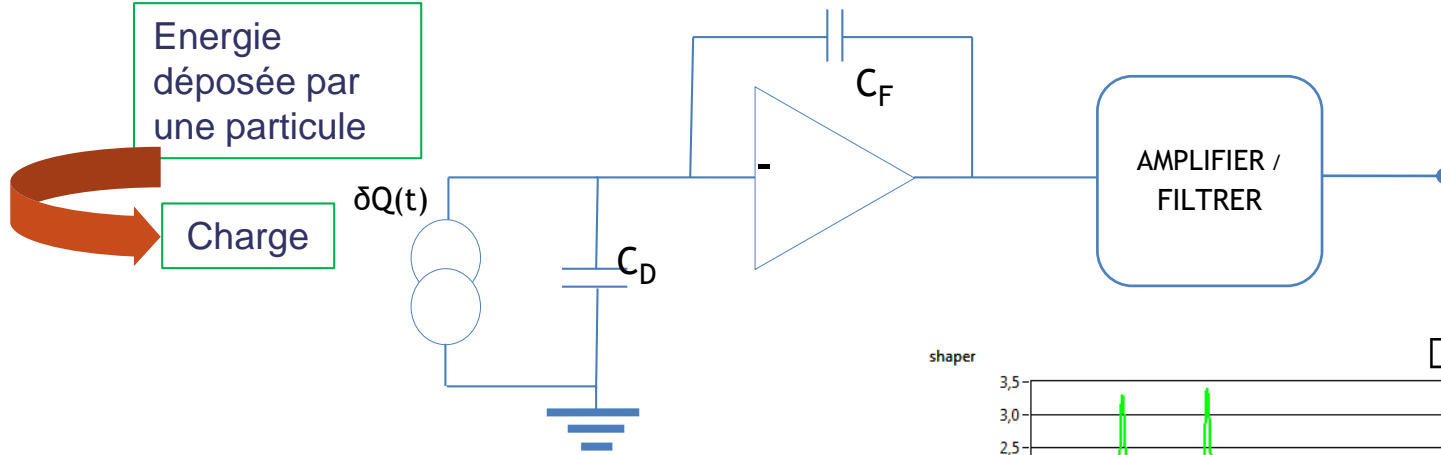 Energie
déposée par
une particule
Charge
δQ(t)
C_D
C_F
-
AMPLIFIER /
FILTRER
shaper
3,5
3,0
2,5